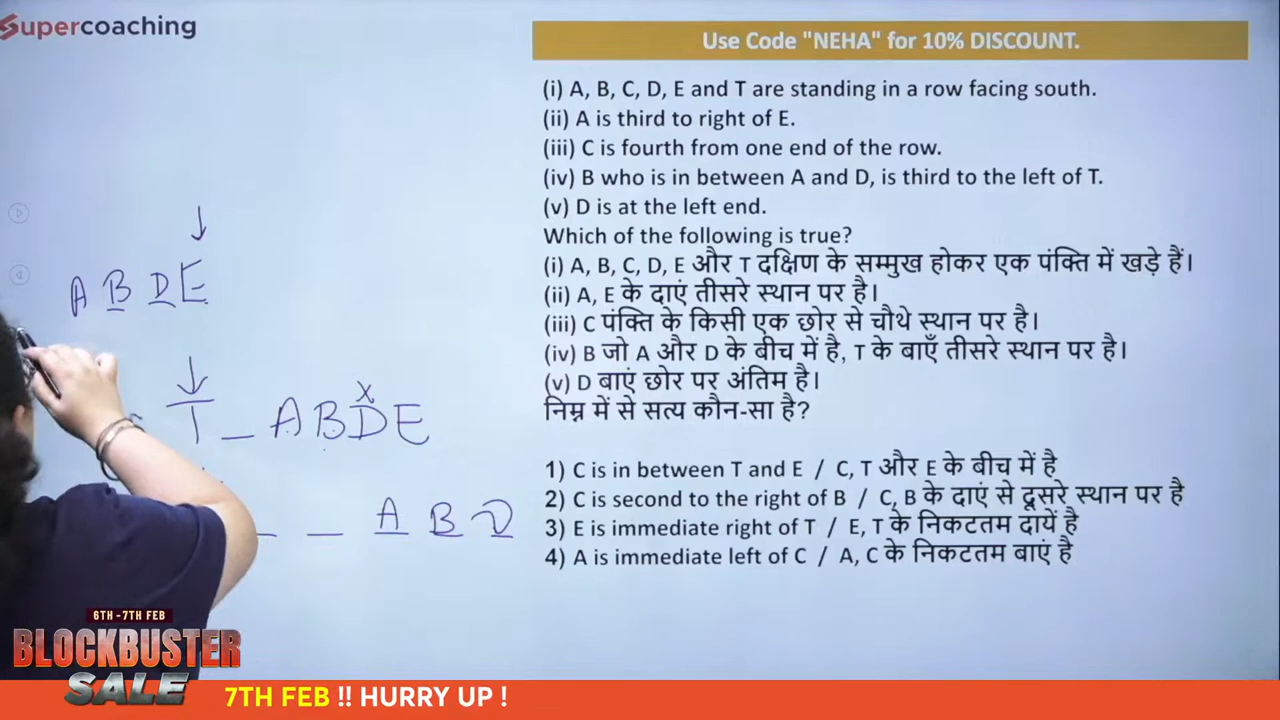 Supercoaching
Use Code "NEHA" for 10% DISCOUNT.
(i) A, B, C, D, E and T are standing in a row facing south.
(ii) A is third to right of E.
(iii) C is fourth from one end of the row.
(iv) B who is in between A and D, is third to the left of T.
(v) D is at the left end.
Which of the following is true?
(i) A, B, C, D, E और T दक्षिण के सम्मुख होकर एक पंक्ति में खड़े हैं।
(ii) A, E के दाएं तीसरे स्थान पर है।
(iii) C पंक्ति के किसी एक छोर से चौथे स्थान पर है।
(iv) B जो A और D के बीच में है, T के बाएँ तीसरे स्थान पर है।
(v) D बाएं छोर पर अंतिम है।
निम्न में से सत्य कौन-सा है?
1) C is in between T and E / C, T और E के बीच में है
2) C is second to the right of B / C, B के दाएं से दूसरे स्थान पर है
3) E is immediate right of T / E, T के निकटतम दायें है
4) A is immediate left of C / A, C के निकटतम बाएं है
A B D E
x
T _ A B D E
_ _ A B D
6TH -7TH FEB
BLOCKBUSTER
SALE
7TH FEB !! HURRY UP !